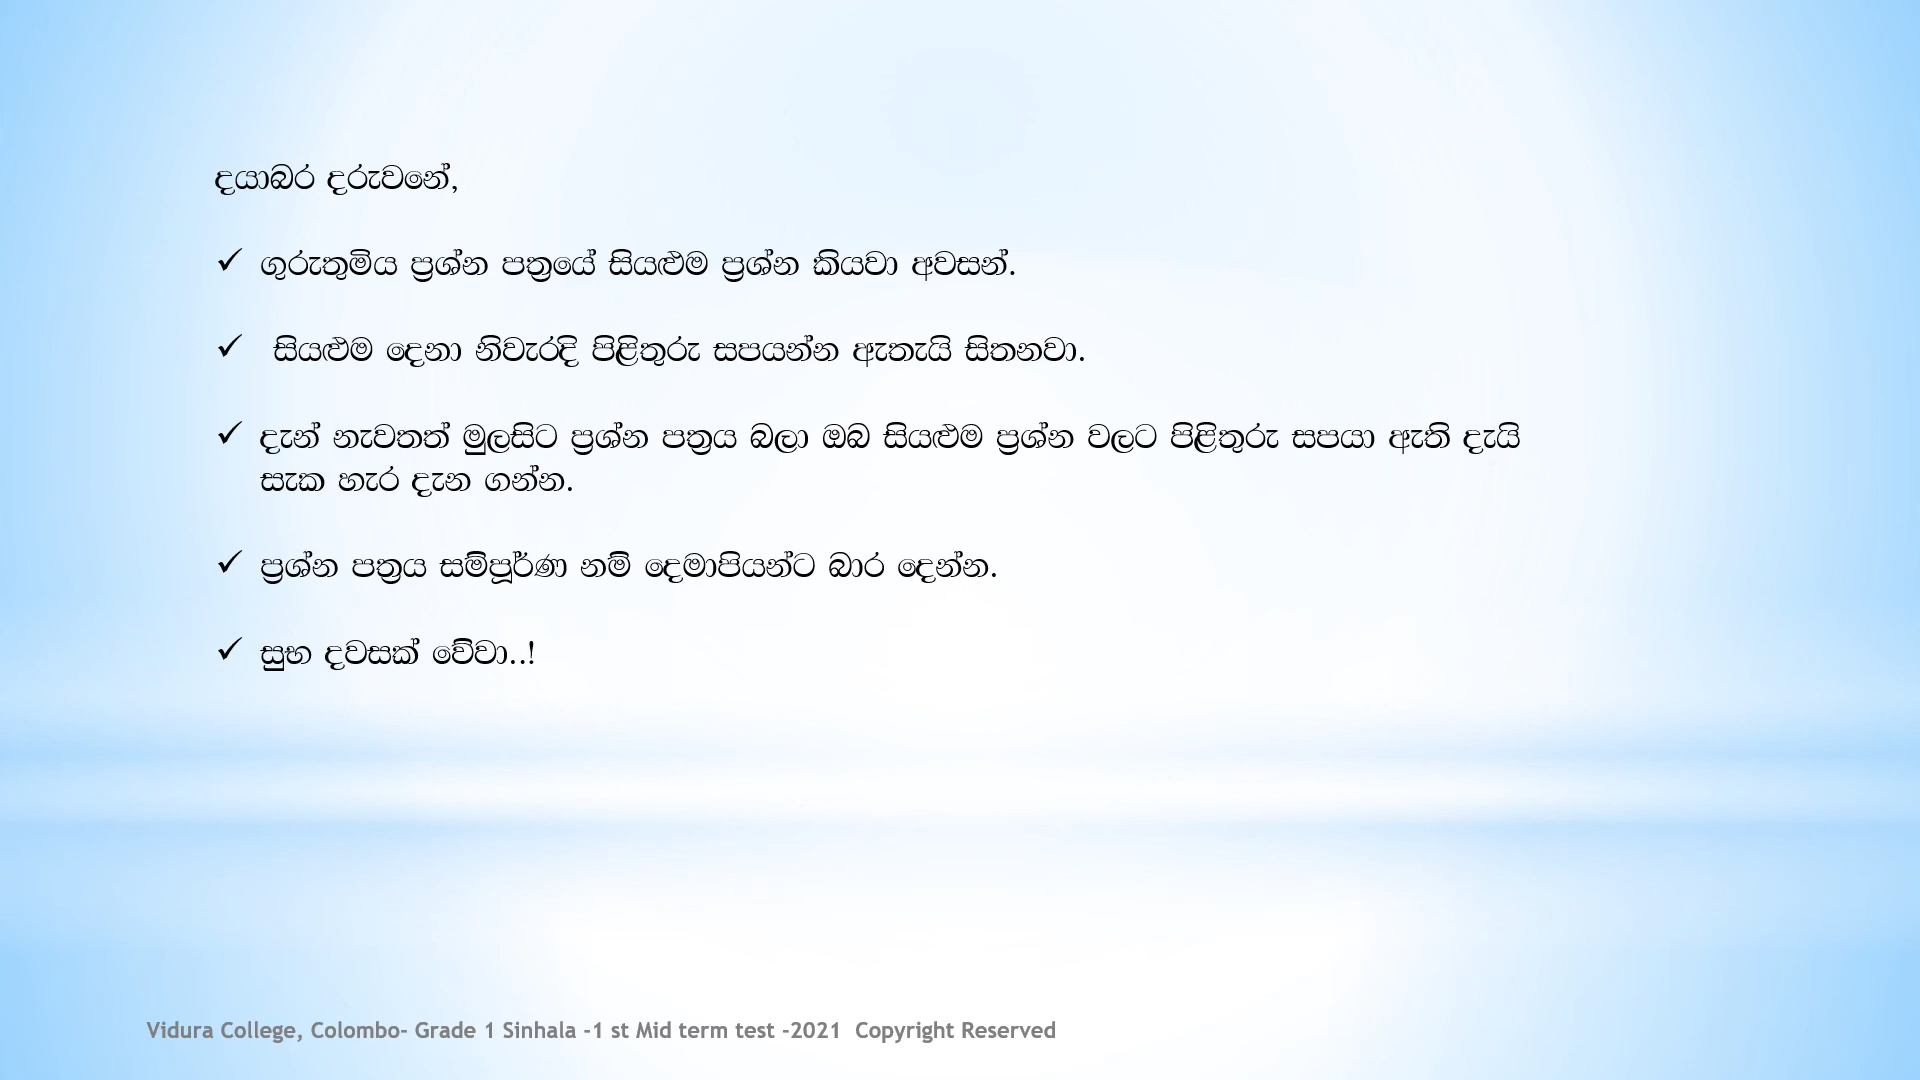 දයාබර දරුවනේ,
✓ ගුරුතුමිය ප්‍රශ්න පත්‍රයේ සියළුම ප්‍රශ්න කියවා අවසන්.
✓ සියළුම දෙනා නිවැරදි පිළිතුරු සපයන්න ඇතැයි සිතනවා.
✓ දැන් නැවතත් මුලසිට ප්‍රශ්න පත්‍රය බලා ඔබ සියළුම ප්‍රශ්න වලට පිළිතුරු සපයා ඇති දැයි
සැක හැර දැන ගන්න.
✓ ප්‍රශ්න පත්‍රය සම්පූර්ණ නම් දෙමාපියන්ට බාර දෙන්න.
✓ සුභ දවසක් වේවා..!
Vidura College, Colombo- Grade 1 Sinhala -1 st Mid term test -2021 Copyright Reserved